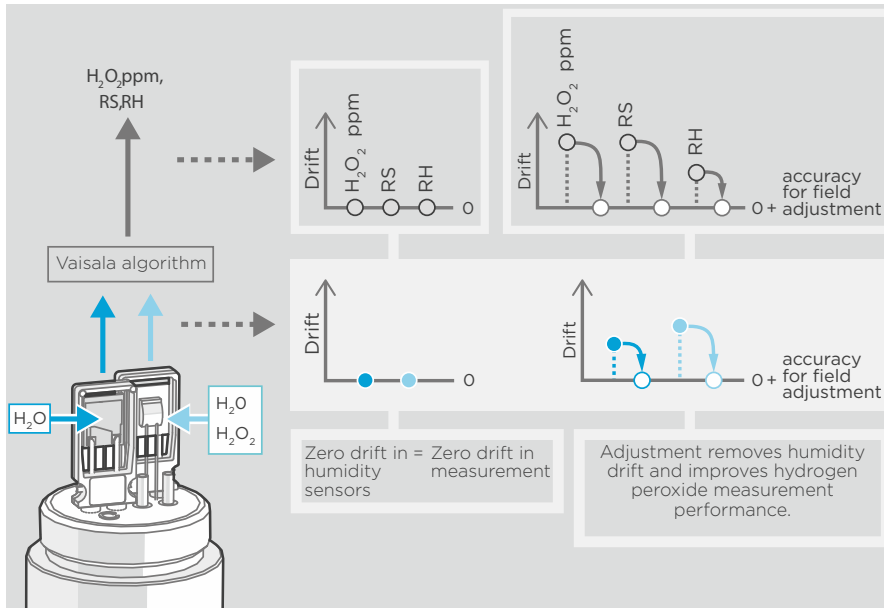 H₂O₂ppm,
RS,RH
Vaisala algorithm
H₂O
H₂0
H₂O₂
Drift
H₂O₂ ppm
RS
RH
0
Drift
H₂O₂ ppm
RS
RH
0 +
accuracy
for field
adjustment
Drift
0
Drift
0 +
accuracy
for field
adjustment
Zero drift in = Zero drift in
humidity measurement
sensors
Adjustment removes humidity
drift and improves hydrogen
peroxide measurement
performance.